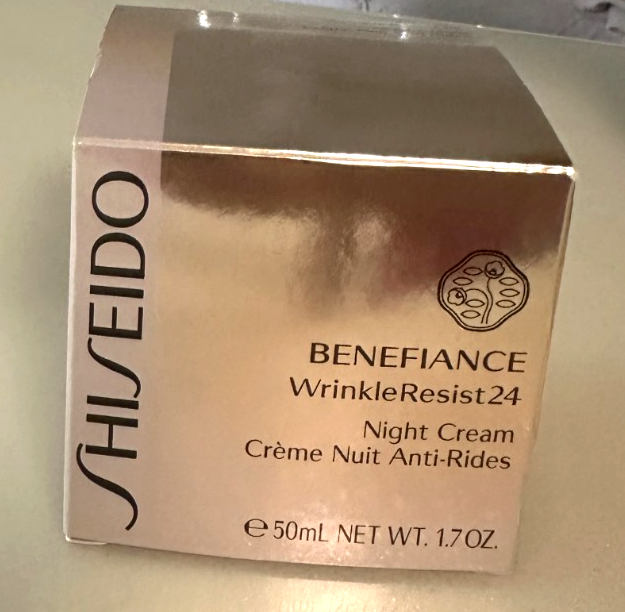 SHISEIDO
BENEFIANCE
WrinkleResist24
Night Cream
Crème Nuit Anti-Rides
e 50mL NET WT. 1.7 OZ.